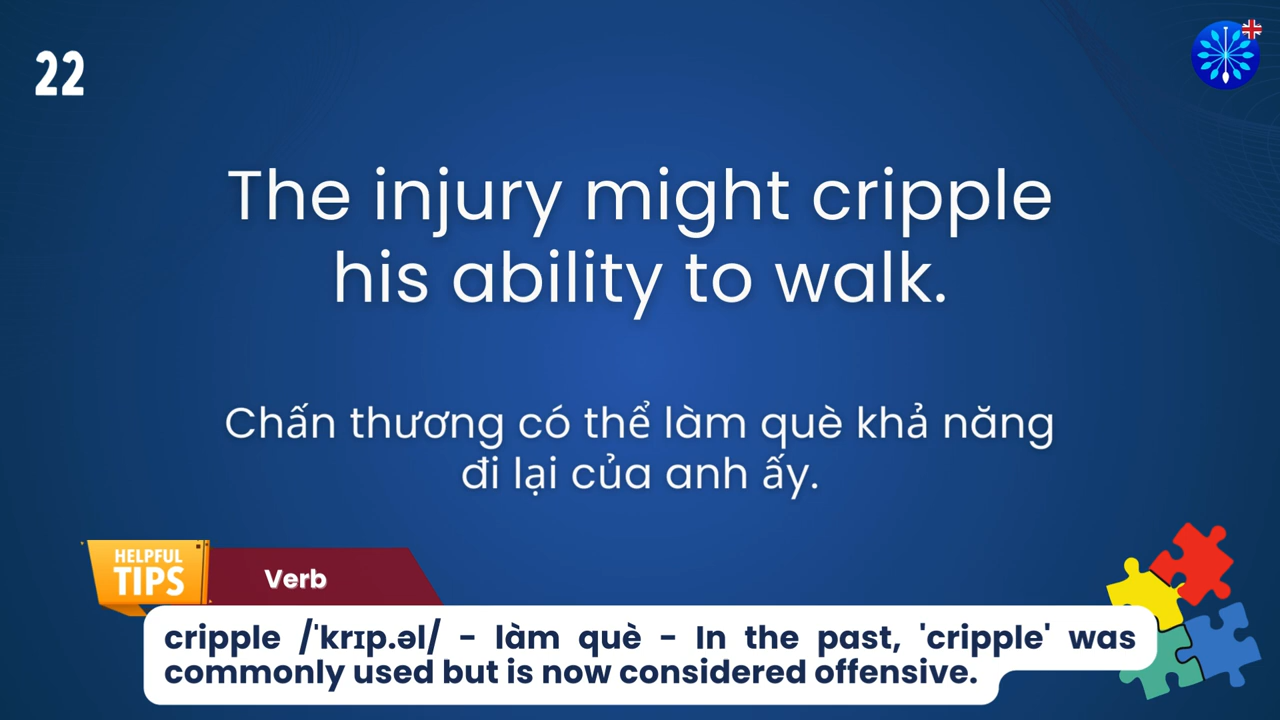 22
The injury might cripple
his ability to walk.
Chấn thương có thể làm què khả năng
đi lại của anh ấy.
HELPFUL
TIPS
Verb
cripple /ˈkrɪp.əl/ - làm què - In the past, 'cripple' was
commonly used but is now considered offensive.